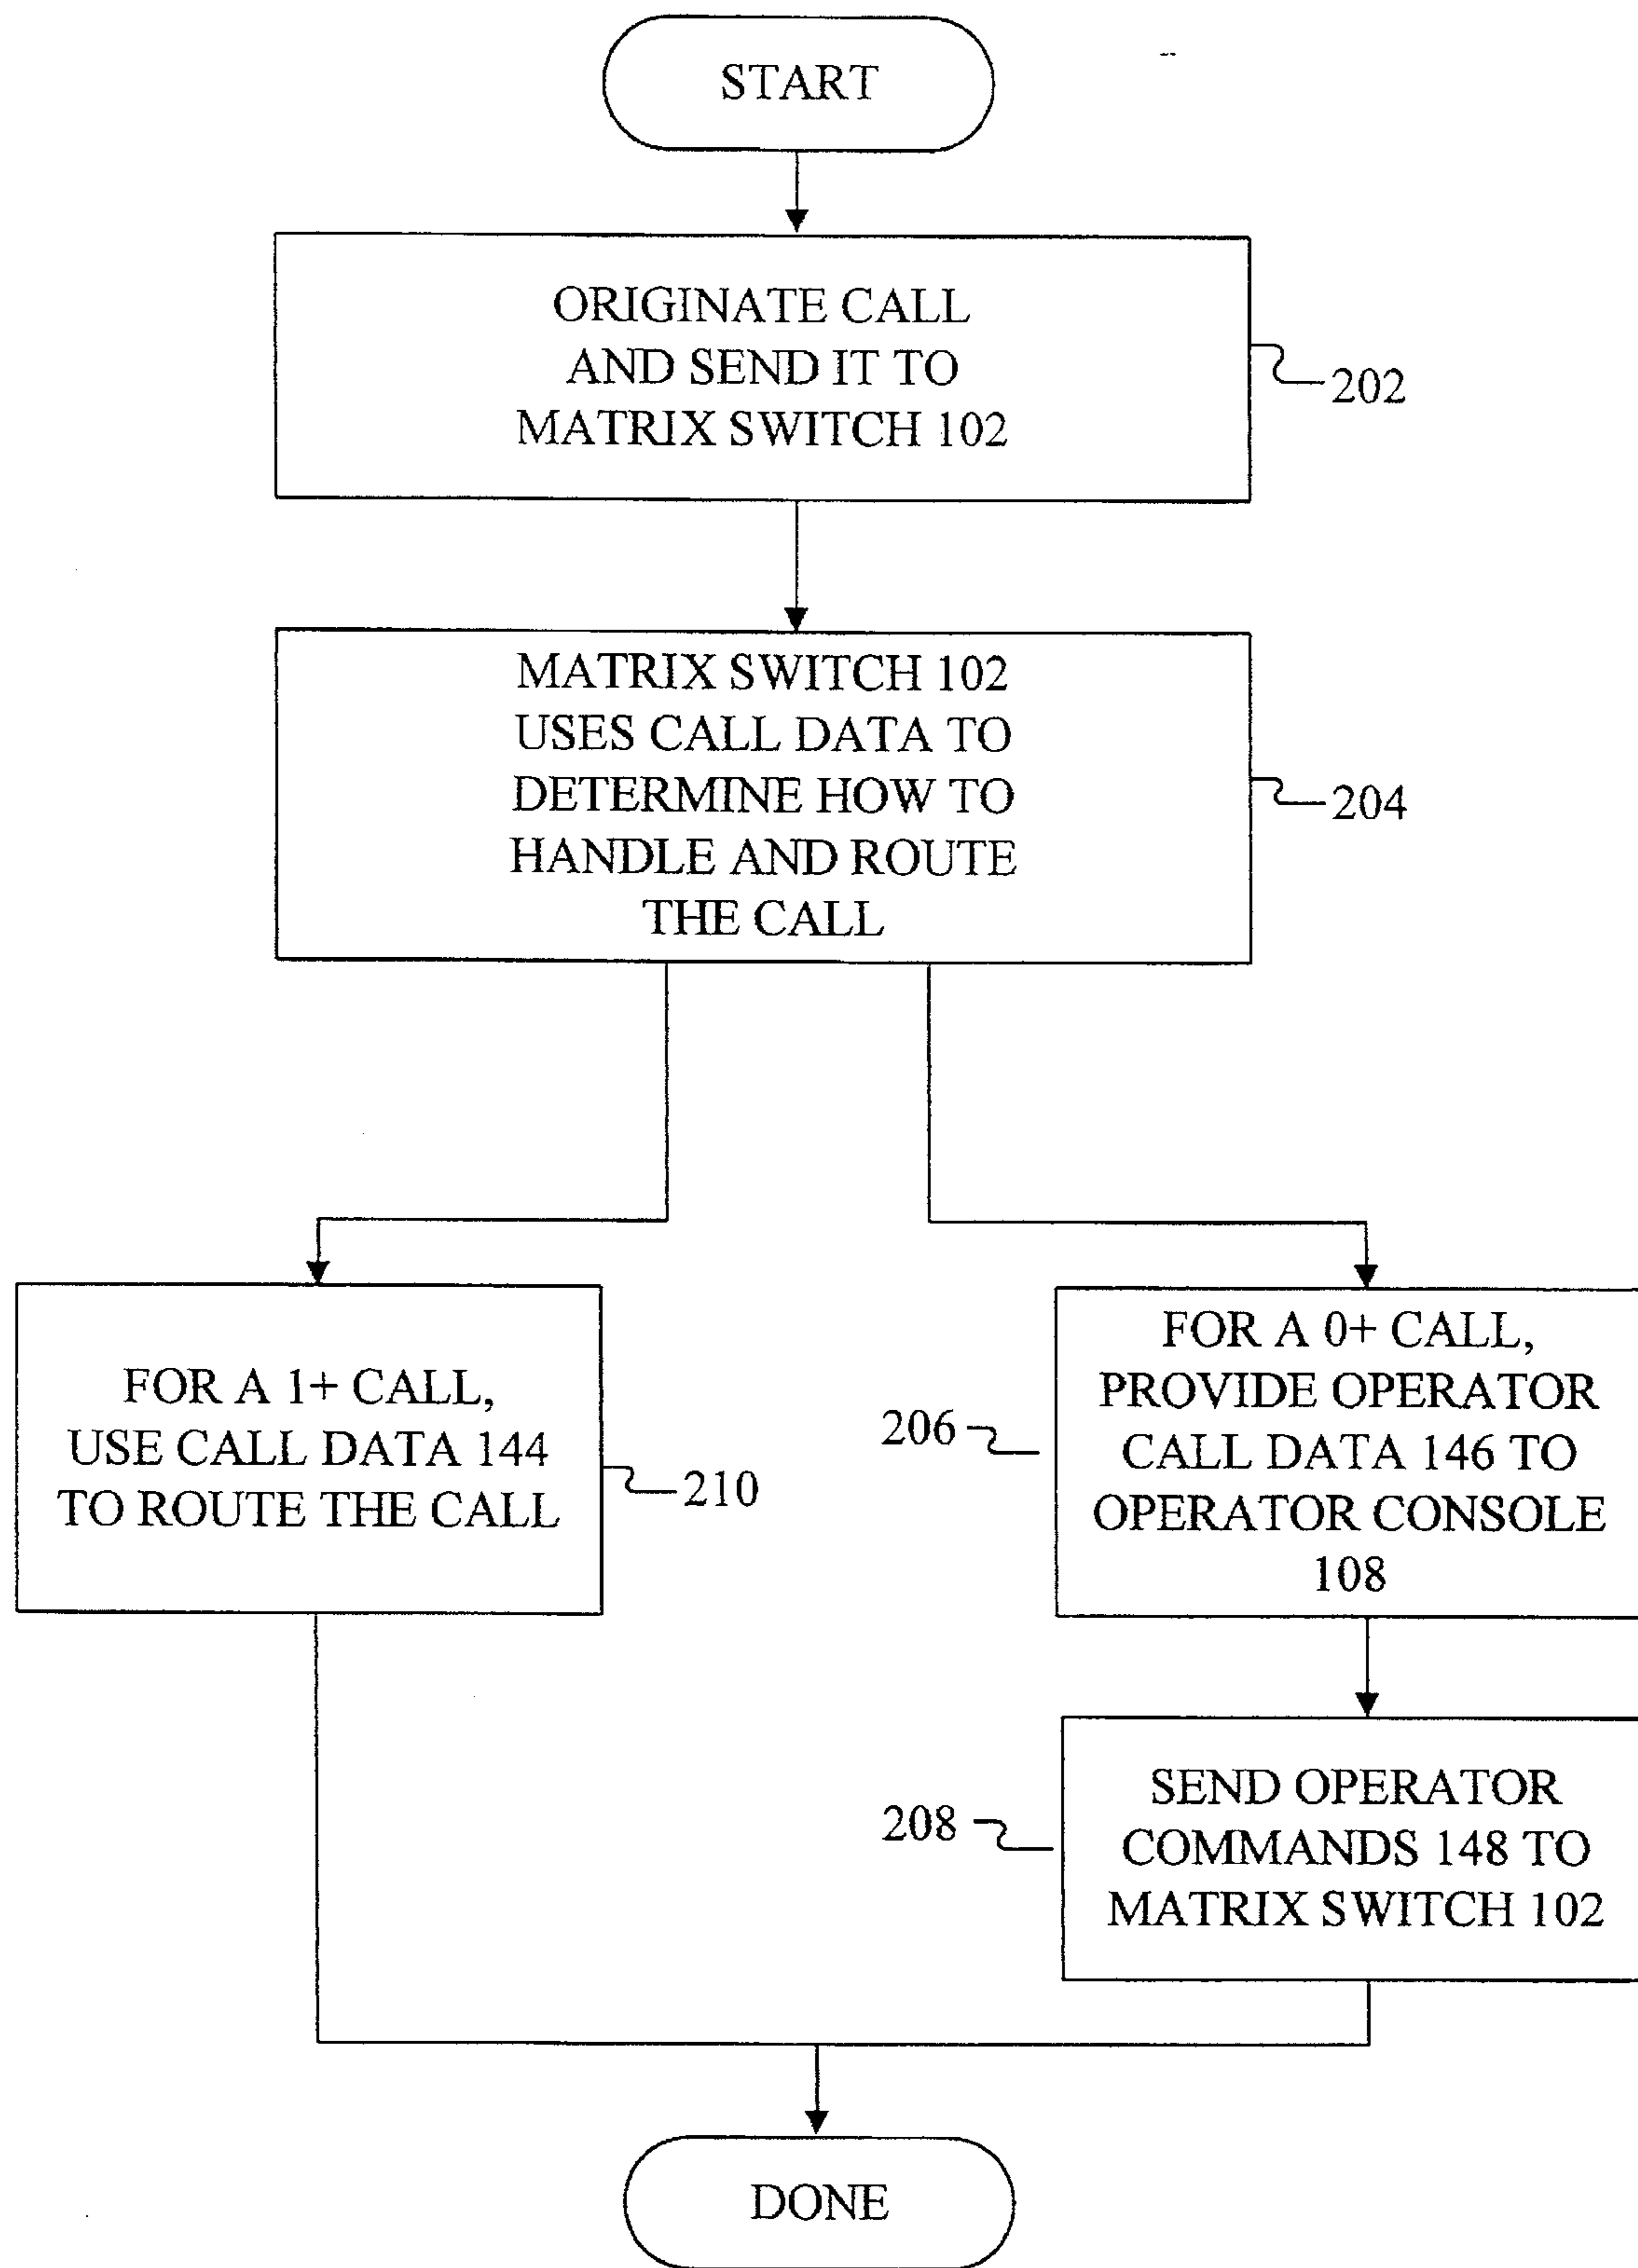 START
ORIGINATE CALL
AND SEND IT TO
MATRIX SWITCH 102
202
MATRIX SWITCH 102
USES CALL DATA TO
DETERMINE HOW TO
HANDLE AND ROUTE
THE CALL
204
FOR A 1+ CALL,
USE CALL DATA 144
TO ROUTE THE CALL
210
FOR A 0+ CALL,
PROVIDE OPERATOR
CALL DATA 146 TO
OPERATOR CONSOLE
108
206
SEND OPERATOR
COMMANDS 148 TO
MATRIX SWITCH 102
208
DONE